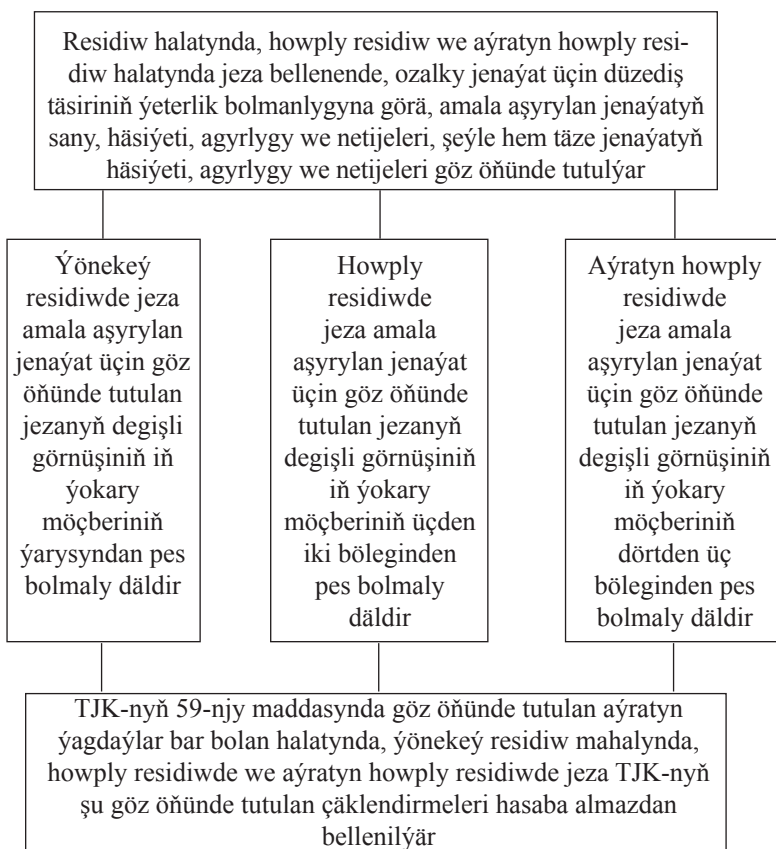 Residiw halatynda, howply residiw we aýratyn howply resi-
diw halatynda jeza bellenende, ozalky jenaýat üçin düzediş
täsiriniň ýeterlik bolmanlygyna görä, amala aşyrylan jenaýatyň
sany, häsiýeti, agyrlygy we netijeleri, şeýle hem täze jenaýatyň
häsiýeti, agyrlygy we netijeleri göz öňünde tutulýar
Ýönekeý
residiwde jeza
amala aşyrylan
jenaýat üçin göz
öňünde tutulan
jezanyň degişli
görnüşiniň iň
ýokary
möçberiniň
ýarysyndan pes
bolmaly däldir
Howply
residiwde
jeza amala
aşyrylan jenaýat
üçin göz öňünde
tutulan jezanyň
degişli görnüşiniň
iň ýokary
möçberiniň üçden
iki böleginden
pes bolmaly
däldir
Aýratyn howply
residiwde
jeza amala
aşyrylan jenaýat
üçin göz öňünde
tutulan jezanyň
degişli görnüşiniň
iň ýokary
möçberiniň
dörtden üç
böleginden pes
bolmaly däldir
TJK-nyň 59-njy maddasynda göz öňünde tutulan aýratyn
ýagdaýlar bar bolan halatynda, ýönekeý residiw mahalynda,
howply residiwde we aýratyn howply residiwde jeza TJK-nyň
şu göz öňünde tutulan çäklendirmeleri hasaba almazdan
bellenilýär